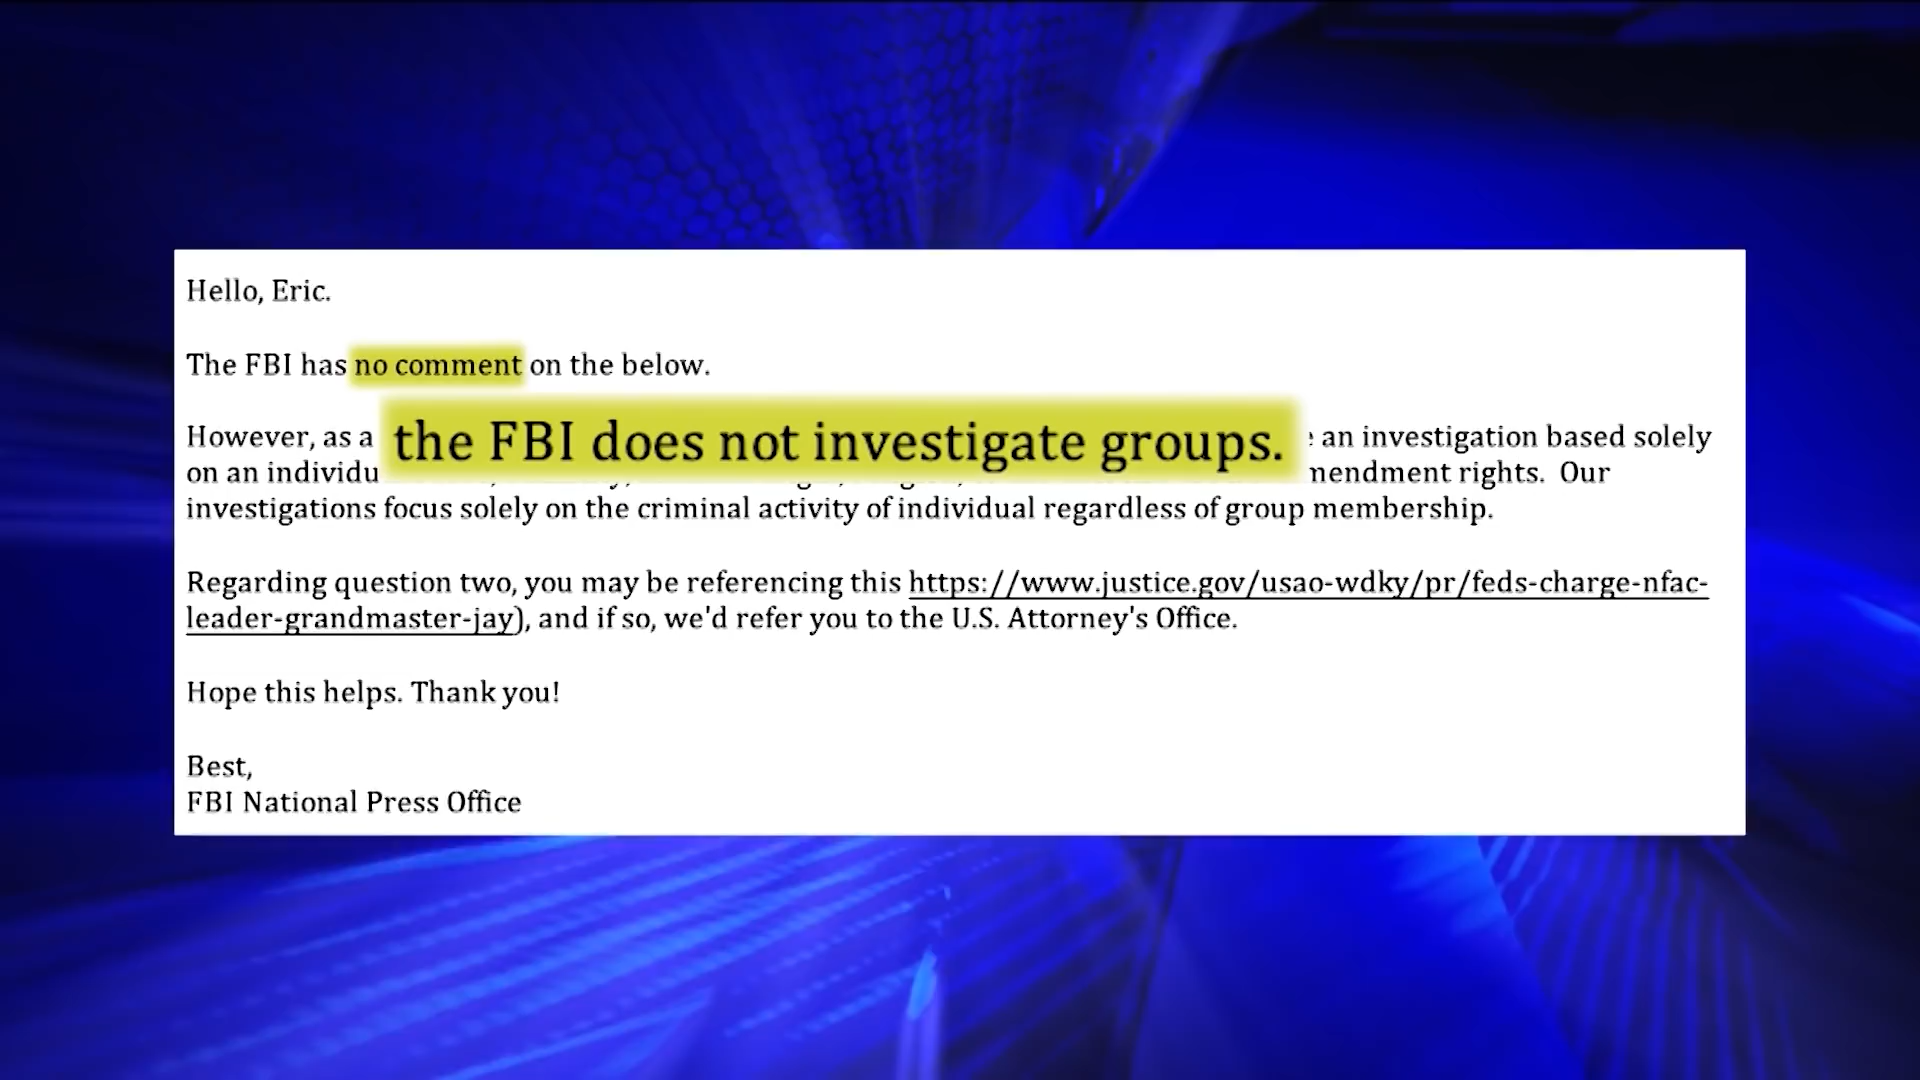 Hello, Eric.
The FBI has no comment on the below.
However, as a the FBI does not investigate groups. an investigation based solely
on an individu mendment rights.  Our
investigations focus solely on the criminal activity of individual regardless of group membership.
Regarding question two, you may be referencing this https://www.justice.gov/usao-wdky/pr/feds-charge-nfac-
leader-grandmaster-jay), and if so, we'd refer you to the U.S. Attorney's Office.
Hope this helps. Thank you!
Best,
FBI National Press Office